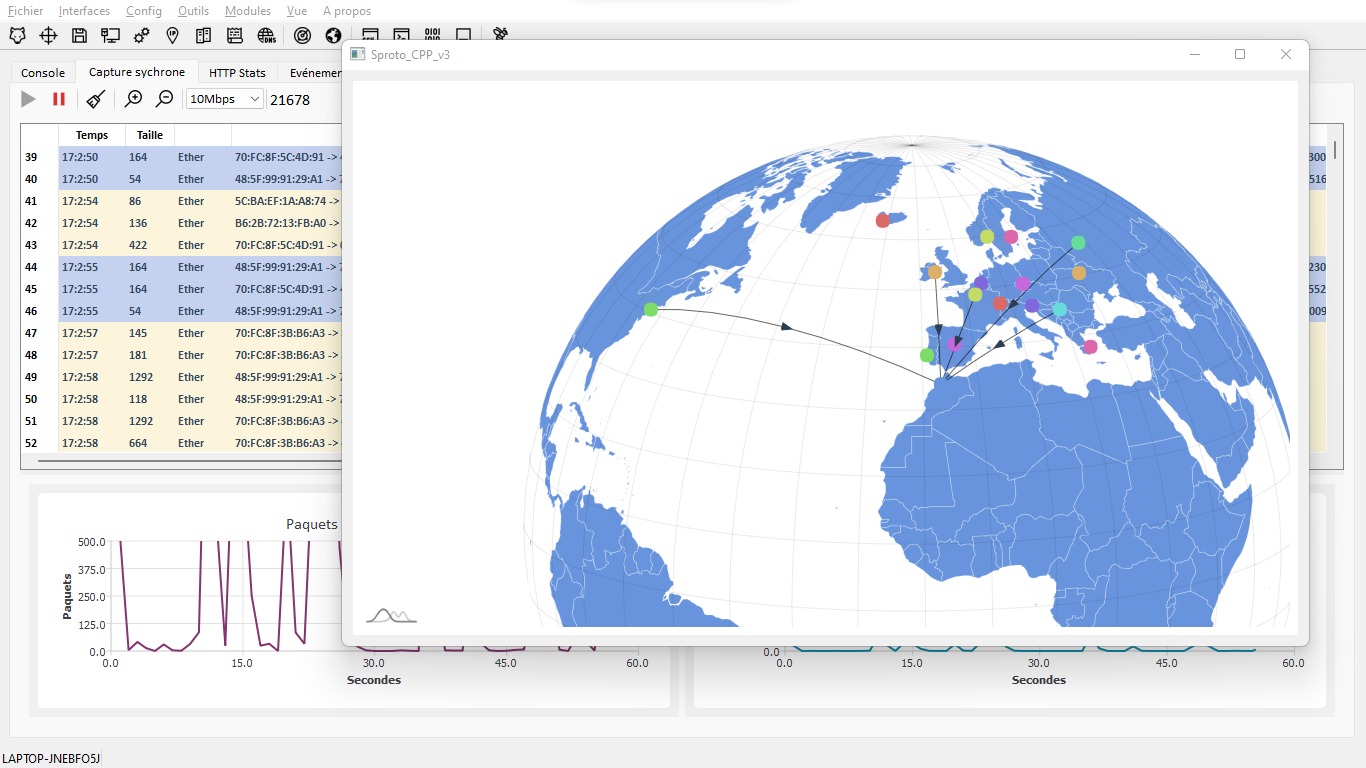 Fichier Interfaces Config Outils Modules Vue A propos
Sproto_CPP_v3
Console Capture sychrone HTTP Stats Evénemer
10Mbps 21678
Temps Taille
39 17:2:50 164 Ether 70:FC:8F:5C:4D:91 -> 300
40 17:2:50 54 Ether 48:5F:99:91:29:A1 -> 7 516
41 17:2:54 86 Ether 5C:BA:EF:1A:A8:74 ->
42 17:2:54 136 Ether B6:2B:72:13:FB:A0 ->
43 17:2:54 422 Ether 70:FC:8F:5C:4D:91 ->
44 17:2:55 164 Ether 48:5F:99:91:29:A1 -> 7 230
45 17:2:55 164 Ether 70:FC:8F:5C:4D:91 -> 552
46 17:2:55 54 Ether 48:5F:99:91:29:A1 -> 7 009
47 17:2:57 145 Ether 70:FC:8F:3B:B6:A3 ->
48 17:2:57 181 Ether 70:FC:8F:3B:B6:A3 ->
49 17:2:58 1292 Ether 48:5F:99:91:29:A1 -> 7
50 17:2:58 118 Ether 48:5F:99:91:29:A1 -> 7
51 17:2:58 1292 Ether 70:FC:8F:3B:B6:A3 ->
52 17:2:58 664 Ether 70:FC:8F:3B:B6:A3 ->
Paquets
500.0
375.0
250.0
125.0
0.0
Paquets
0.0 15.0 30.0 45.0 60.0
Secondes
0.0
0.0 15.0 30.0 45.0 60.0
Secondes
LAPTOP-JNEBFO5J